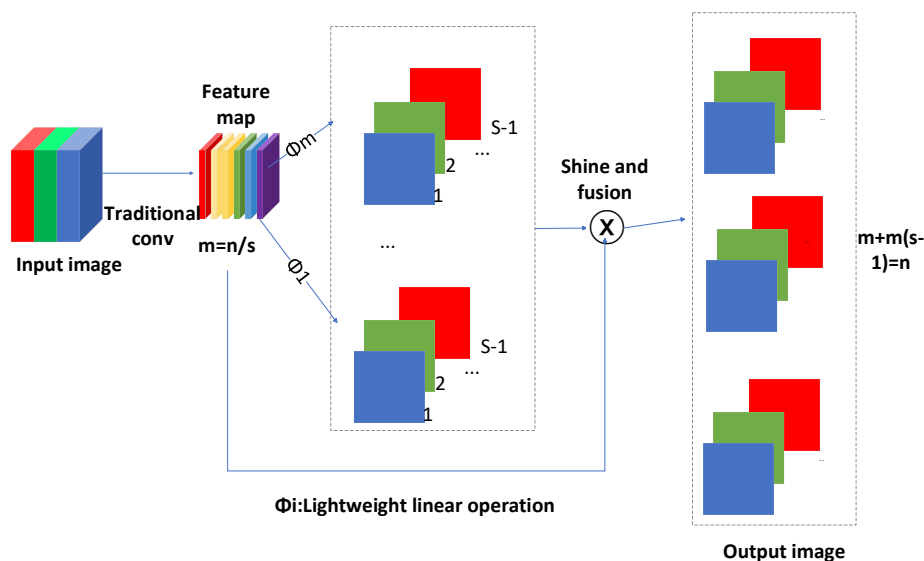 Feature
map
Φm
S-1
...
2
1
Traditional
conv
Input image
m=n/s
Φ1
...
S-1
...
2
1
Shine and
fusion
X
...
...
m+m(s-
1)=n
...
Φi:Lightweight linear operation
Output image